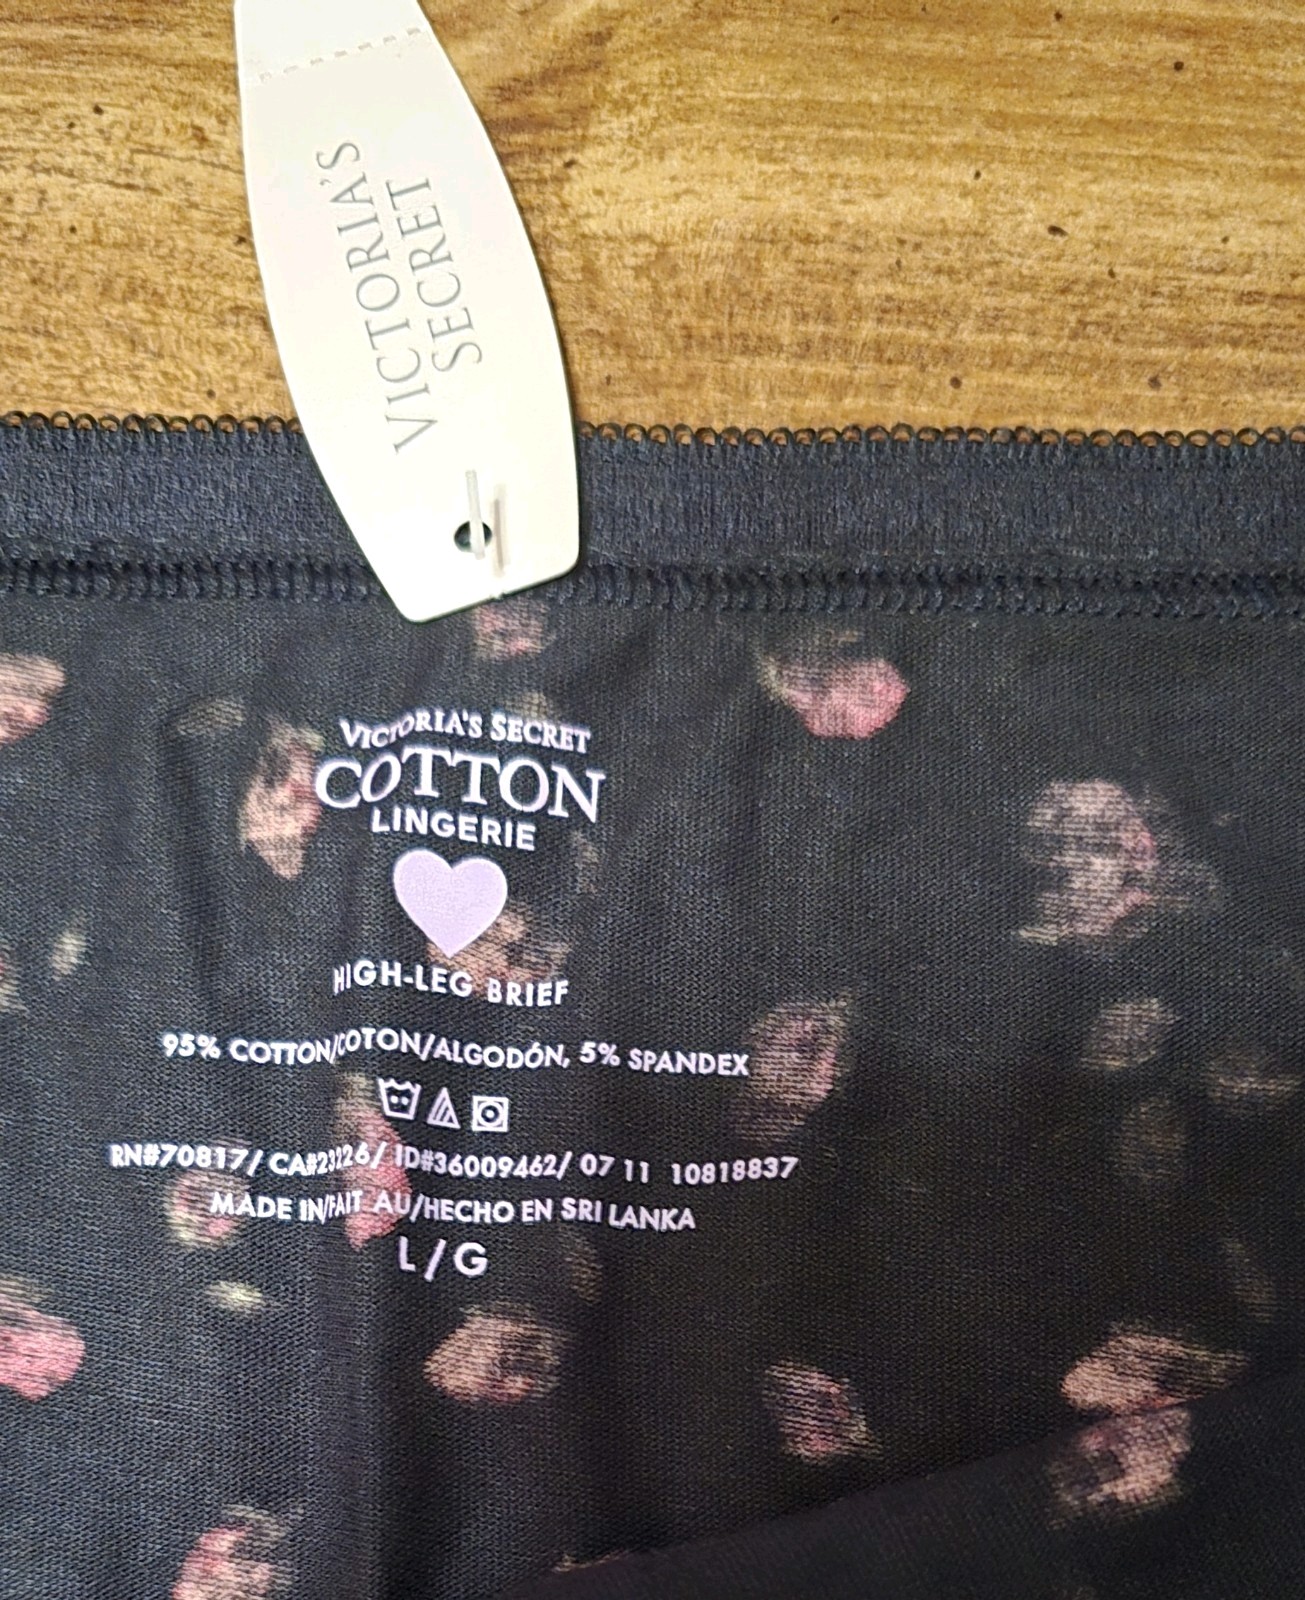 VICTORIA'S
SECRET
VICTORIA'S SECRET
COTTON
LINGERIE
HIGH-LEG BRIEF
95% COTTON/COTON/ALGODÓN, 5% SPANDEX
RN#70817/ CA#23226/ ID#36009462/ 07 11 10818837
MADE IN/FAIT AU/HECHO EN SRI LANKA
L/G